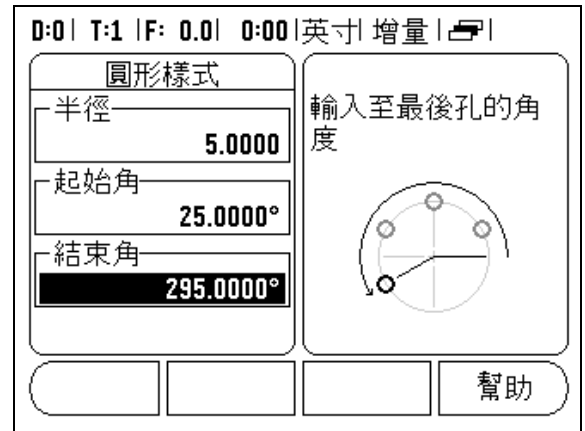 D:0| T:1 |F: 0.0| 0:00|英寸|增量|
圓形樣式
半徑
5.0000
起始角
25.0000°
結束角
295.0000°
輸入至最後孔的角
度
幫助